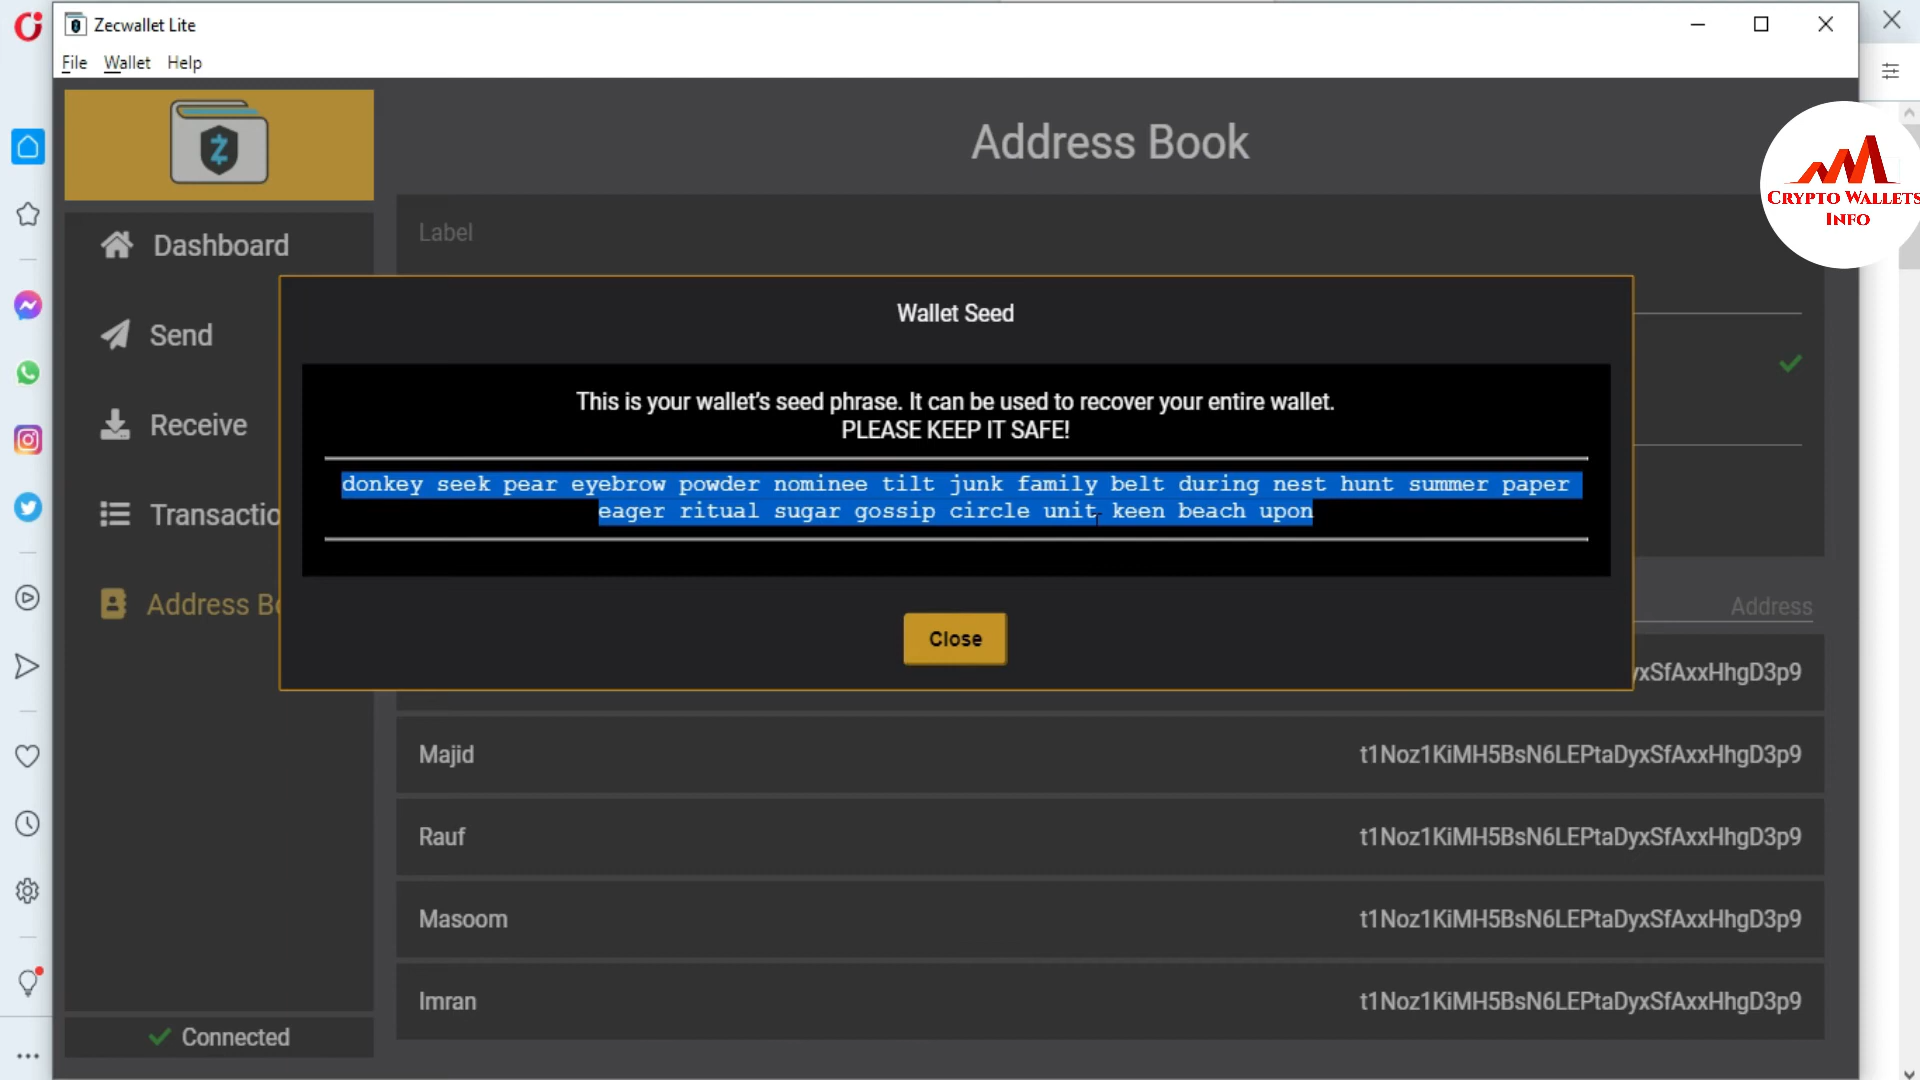 Zecwallet Lite
File Wallet Help
Address Book
CRYPTO WALLETS
INFO
Dashboard
Label
Wallet Seed
Send
This is your wallet's seed phrase. It can be used to recover your entire wallet.
PLEASE KEEP IT SAFE!
Receive
donkey seek pear eyebrow powder nominee tilt junk family belt during nest hunt summer paper
eager ritual sugar gossip circle unit keen beach upon
Transactio
Address Bo
Address
Close
yxSfAxxHhgD3p9
Majid t1Noz1KiMH5BsN6LEPtaDyxSfAxxHhgD3p9
Rauf t1Noz1KiMH5BsN6LEPtaDyxSfAxxHhgD3p9
Masoom t1Noz1KiMH5BsN6LEPtaDyxSfAxxHhgD3p9
Imran t1Noz1KiMH5BsN6LEPtaDyxSfAxxHhgD3p9
Connected